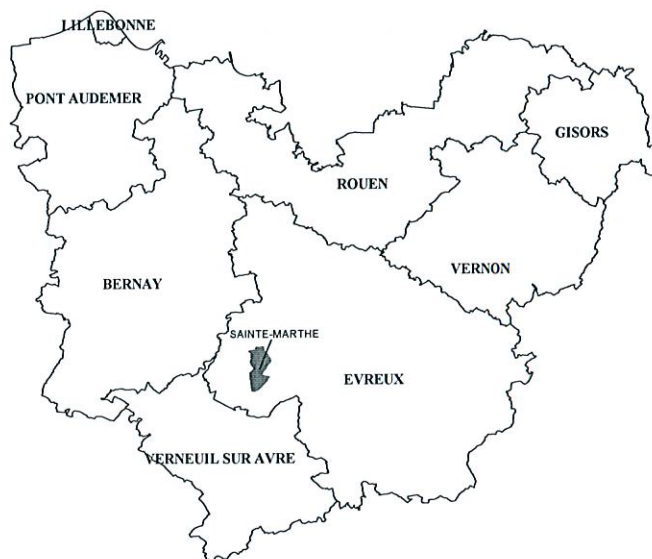 LILLEBONNE
PONT AUDEMER
GISORS
ROUEN
VERNON
BERNAY
SAINTE-MARTHE
EVREUX
VERNEUIL SUR AVRE